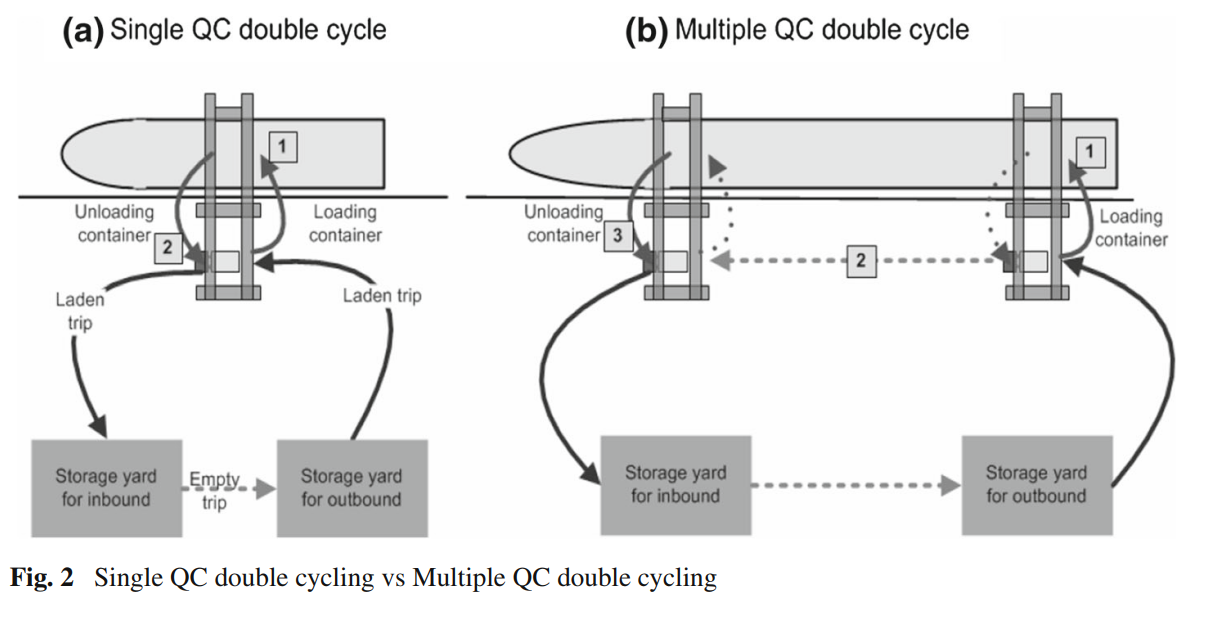 (a) Single QC double cycle
1
Unloading
container
2
Loading
container
Laden
trip
Laden trip
Storage yard
for inbound
Empty
trip
Storage yard
for outbound
(b) Multiple QC double cycle
1
Unloading
container
3
2
Loading
container
Storage yard
for inbound
Storage yard
for outbound
Fig. 2 Single QC double cycling vs Multiple QC double cycling